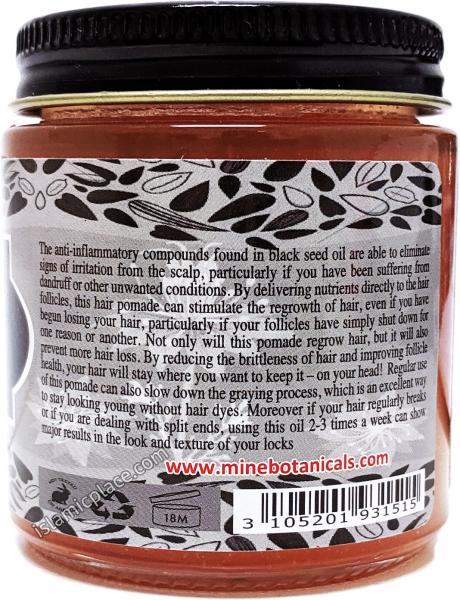 The anti-inflammatory compounds found in black seed oil are able to eliminate
signs of irritation from the scalp, particularly if you have been suffering from
dandruff or other unwanted conditions. By delivering nutrients directly to the hair
follicles, this hair pomade can stimulate the regrowth of hair, even if you have
begun losing your hair, particularly if your follicles have simply shut down for
one reason or another. Not only will this pomade regrow hair, but it will also
prevent more hair loss. By reducing the brittleness of hair and improving follicle
health, your hair will stay where you want to keep it – on your head! Regular use
of this pomade can also slow down the graying process, which is an excellent way
to stay looking young without hair dyes. Moreover if your hair regularly breaks
or if you are dealing with split ends, using this oil 2-3 times a week can show
major results in the look and texture of your locks
www.minebotanicals.com
18M
3 105201 931515
islamicplace.com